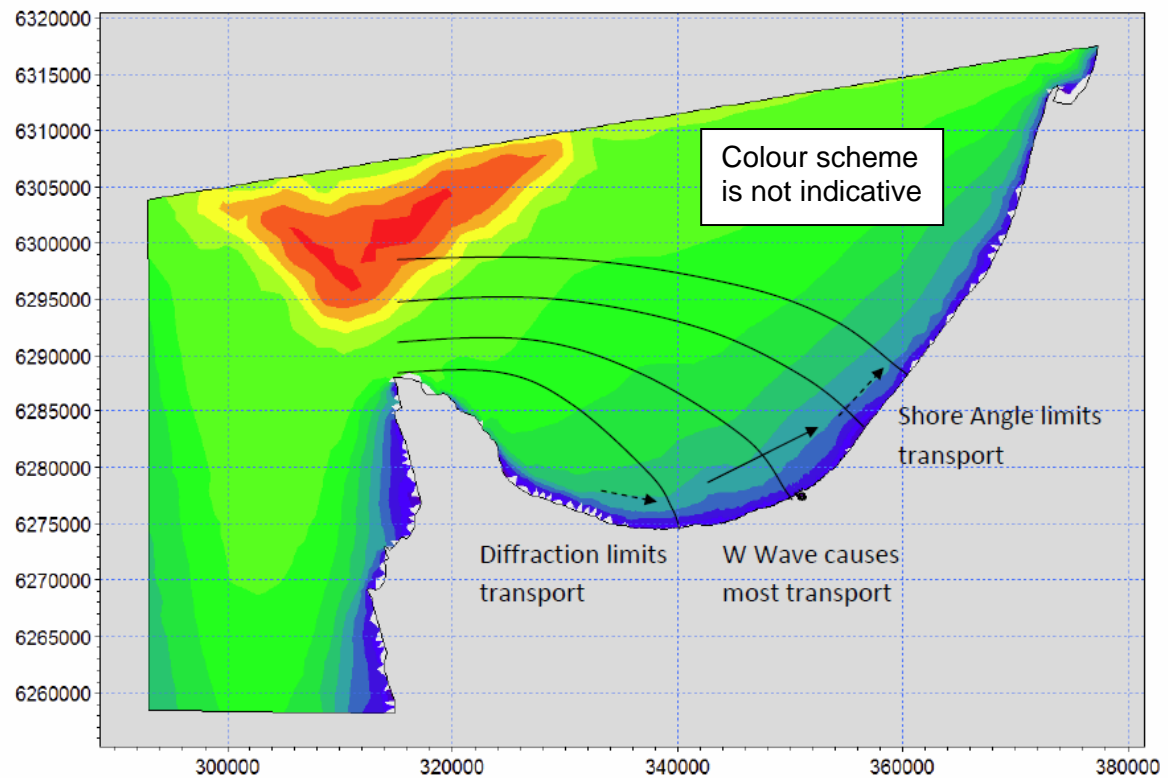 6320000
6315000
6310000
6305000
6300000
6295000
6290000
6285000
6280000
6275000
6270000
6265000
6260000
Colour scheme
is not indicative
Shore Angle limits
transport
Diffraction limits
transport
W Wave causes
most transport
300000
320000
340000
360000
380000